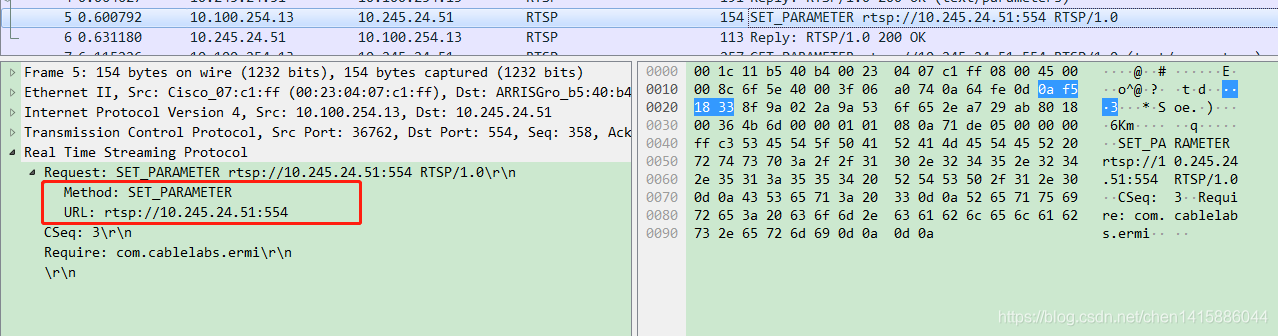 5 0.600792 10.100.254.13 10.245.24.51 RTSP 154 SET_PARAMETER rtsp://10.245.24.51:554 RTSP/1.0
6 0.631180 10.245.24.51 10.100.254.13 RTSP 113 Reply: RTSP/1.0 200 OK
Frame 5: 154 bytes on wire (1232 bits), 154 bytes captured (1232 bits)
Ethernet II, Src: Cisco_07:c1:ff (00:23:04:07:c1:ff), Dst: ARRISGro_b5:40:b4
Internet Protocol Version 4, Src: 10.100.254.13, Dst: 10.245.24.51
Transmission Control Protocol, Src Port: 36762, Dst Port: 554, Seq: 358, Ack
Real Time Streaming Protocol
Request: SET_PARAMETER rtsp://10.245.24.51:554 RTSP/1.0\r\n
Method: SET_PARAMETER
URL: rtsp://10.245.24.51:554
CSeq: 3\r\n
Require: com.cablelabs.ermi\r\n
\r\n
0000 00 1c 11 b5 40 b4 00 23 04 07 c1 ff 08 00 45 00 ····@··# ······E·
0010 00 8c 6f 5e 40 00 3f 06 a0 74 0a 64 fe 0d 0a f5 ··o^@·?· ·t·d····
0020 18 33 8f 9a 02 2a 9a 53 6f 65 2e a7 29 ab 80 18 ·3···*·S oe.·)···
0030 00 36 4b 6d 00 00 01 01 08 0a 71 de 05 00 00 00 ·6Km···· ··q·····
0040 ff c3 53 45 54 5f 50 41 52 41 4d 45 54 45 52 20 ··SET_PA RAMETER
0050 72 74 73 70 3a 2f 2f 31 30 2e 32 34 35 2e 32 34 rtsp://1 0.245.24
0060 2e 35 31 3a 35 35 34 20 52 54 53 50 2f 31 2e 30 .51:554 RTSP/1.0
0070 0d 0a 43 53 65 71 3a 20 33 0d 0a 52 65 71 75 69 ··CSeq: 3··Requi
0080 72 65 3a 20 63 6f 6d 2e 63 61 62 6c 65 6c 61 62 re: com. cablelab
0090 73 2e 65 72 6d 69 0d 0a 0d 0a s.ermi·· ··
https://blog.csdn.net/chen1415886044